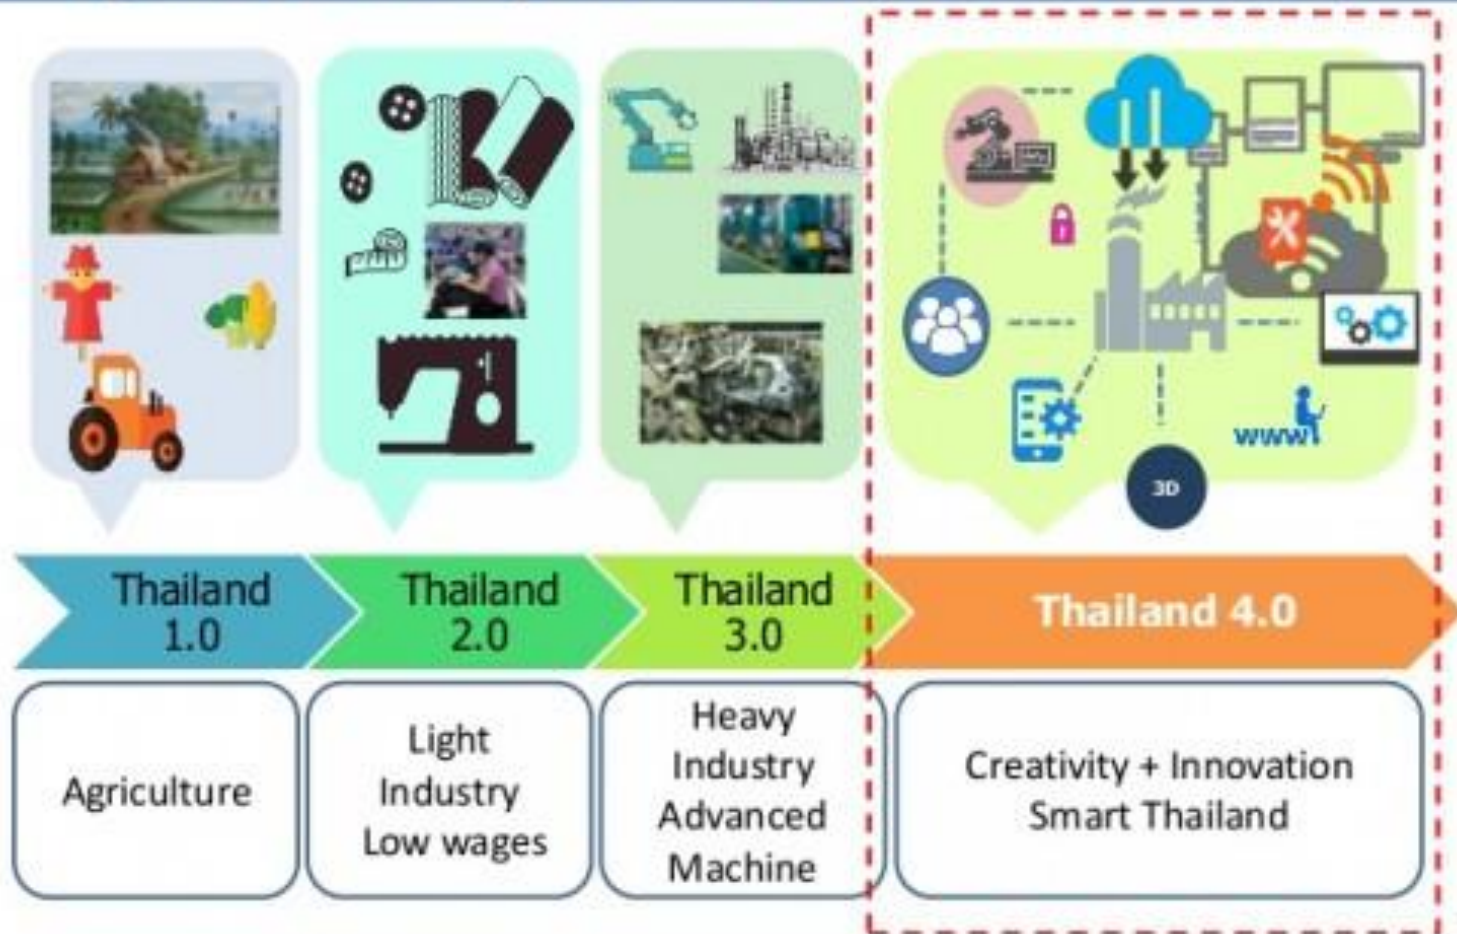 www
3D
Thailand
1.0
Thailand
2.0
Thailand
3.0
Thailand 4.0
Agriculture
Light
Industry
Low wages
Heavy
Industry
Advanced
Machine
Creativity + Innovation
Smart Thailand